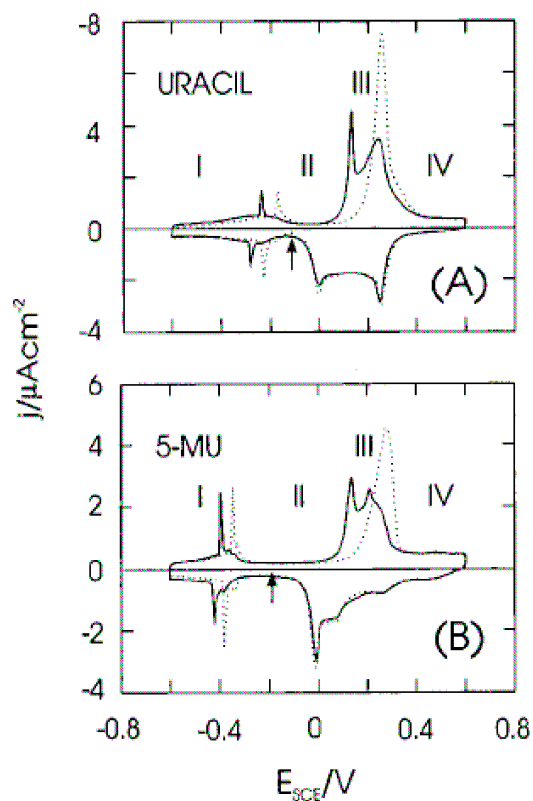 -8
URACIL
III
-4
I
II
IV
0
2
-4
(A)
j/µAcm⁻²
6
5-MU
III
4
I
II
IV
2
0
-2
(B)
-4
-0.8
-0.4
0
0.4
0.8
E_SCE/V